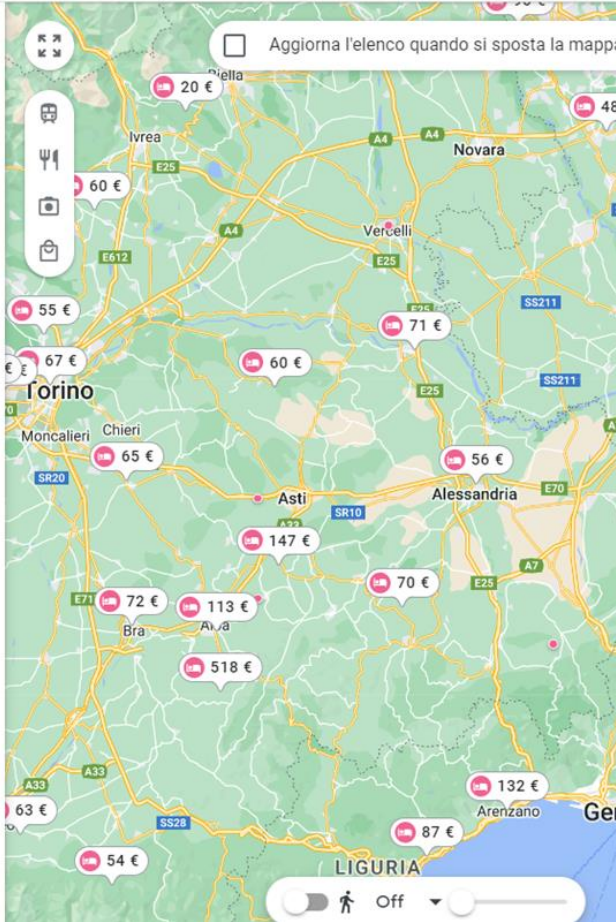 Aggiorna l'elenco quando si sposta la mappa
Biella
20 €
48
Ivrea
A4
A4
Novara
E25
60 €
A4
Vercelli
E25
E612
SS211
55 €
E25
71 €
67 €
60 €
€
€
Torino
SS211
E25
70
Moncalieri
Chieri
65 €
56 €
SR20
Asti
Alessandria
E70
SR10
A33
147 €
A7
70 €
E25
E71
72 €
113 €
Bra
Alba
518 €
A33
A33
132 €
63 €
Arenzano
Ge
SS28
87 €
54 €
LIGURIA
Off